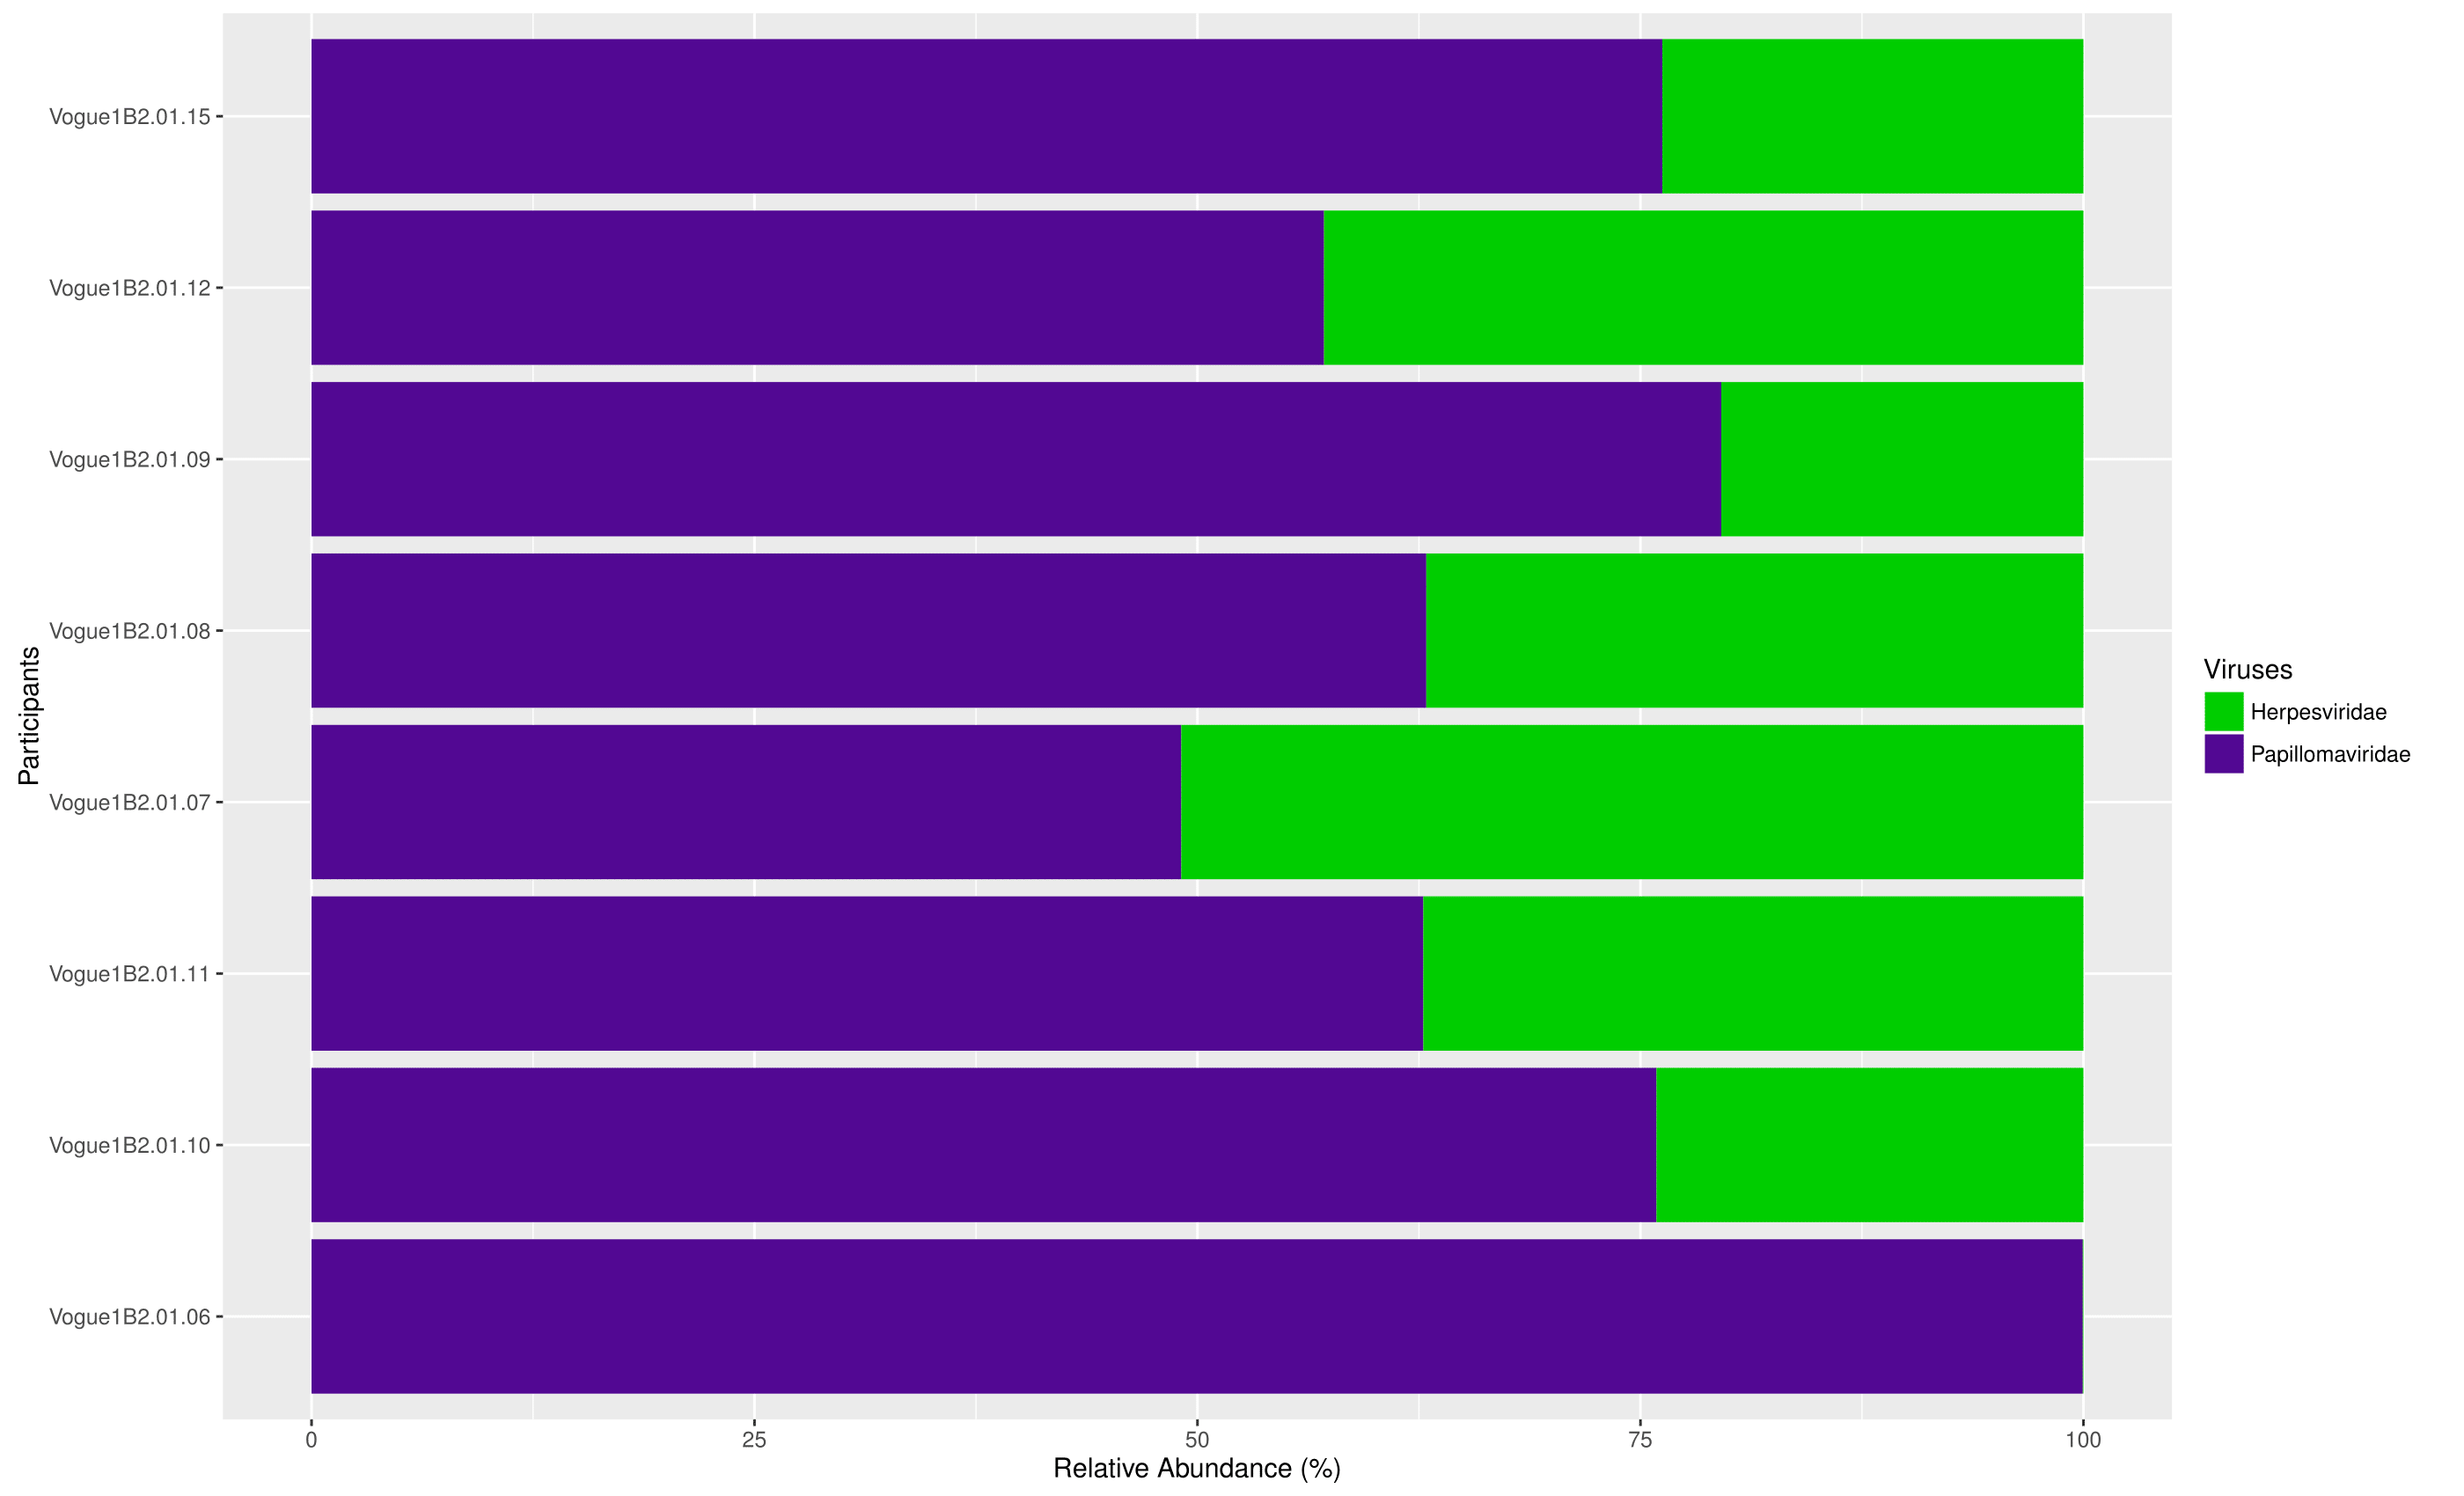 Participants
Vogue1B2.01.15
Vogue1B2.01.12
Vogue1B2.01.09
Vogue1B2.01.08
Vogue1B2.01.07
Vogue1B2.01.11
Vogue1B2.01.10
Vogue1B2.01.06
0 25 50 75 100
Relative Abundance (%)
Viruses
Herpesviridae
Papillomaviridae